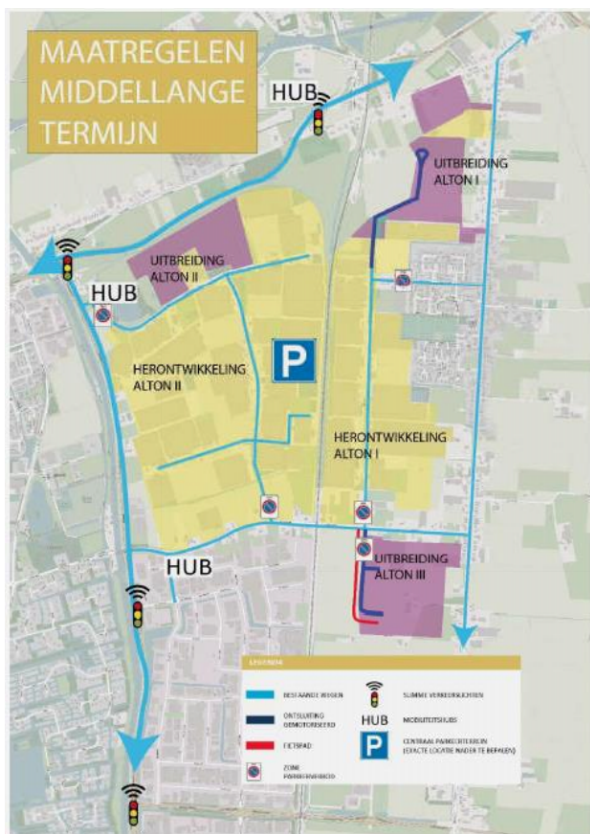 MAATREGELEN
MIDDELLANGE
TERMIJN
HUB
UITBREIDING
ALTON I
UITBREIDING
ALTON II
HUB
HERONTWIKKELING
ALTON II
P
HERONTWIKKELING
ALTON I
UITBREIDING
ALTON III
HUB
LEGENDA
BESTAANDE WEGEN
ONTSLUITING
GEMOTORISEERD
FIETSPAD
ZONE
PARKEERVERBOD
SLIMME VERKEERSLICHTEN
HUB MOBILITEITSHUBS
P CENTRAAL PARKEERTERREIN
(EXACTE LOCATIE NADER TE BEPALEN)